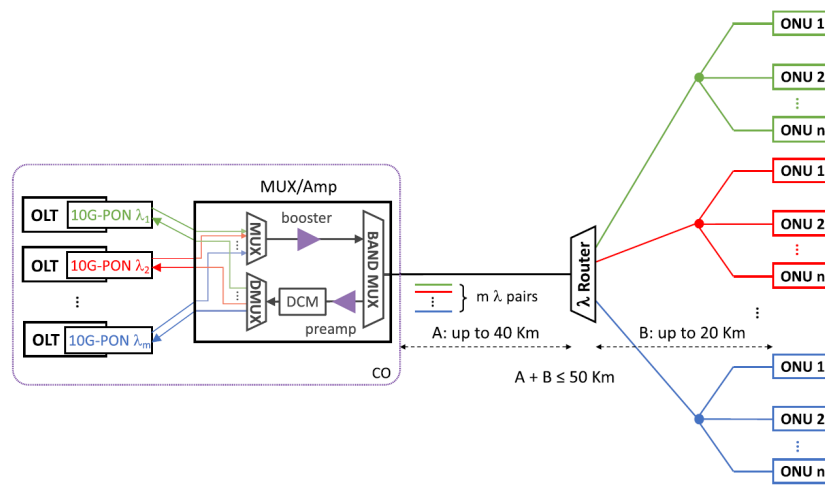 MUX/Amp
OLT
10G-PON λ1
OLT
10G-PON λ2
⋮
OLT
10G-PON λm
MUX
booster
BAND MUX
DMUX
DCM
preamp
CO
m λ pairs
A: up to 40 Km
A + B ≤ 50 Km
λ Router
B: up to 20 Km
ONU 1
ONU 2
⋮
ONU n
ONU 1
ONU 2
⋮
ONU n
⋮
ONU 1
ONU 2
⋮
ONU n